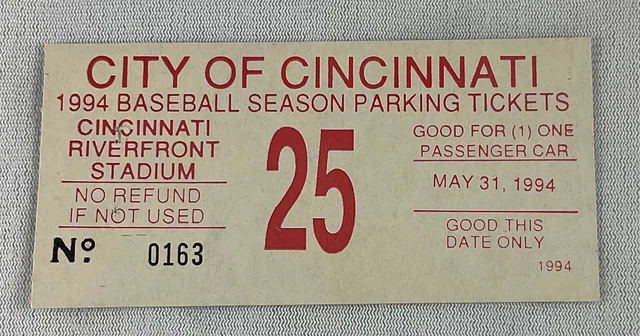 CITY OF CINCINNATI
1994 BASEBALL SEASON PARKING TICKETS
CINCINNATI
RIVERFRONT
STADIUM
NO REFUND
IF NOT USED
Nº 0163
25
GOOD FOR (1) ONE
PASSENGER CAR
MAY 31, 1994
GOOD THIS
DATE ONLY
1994